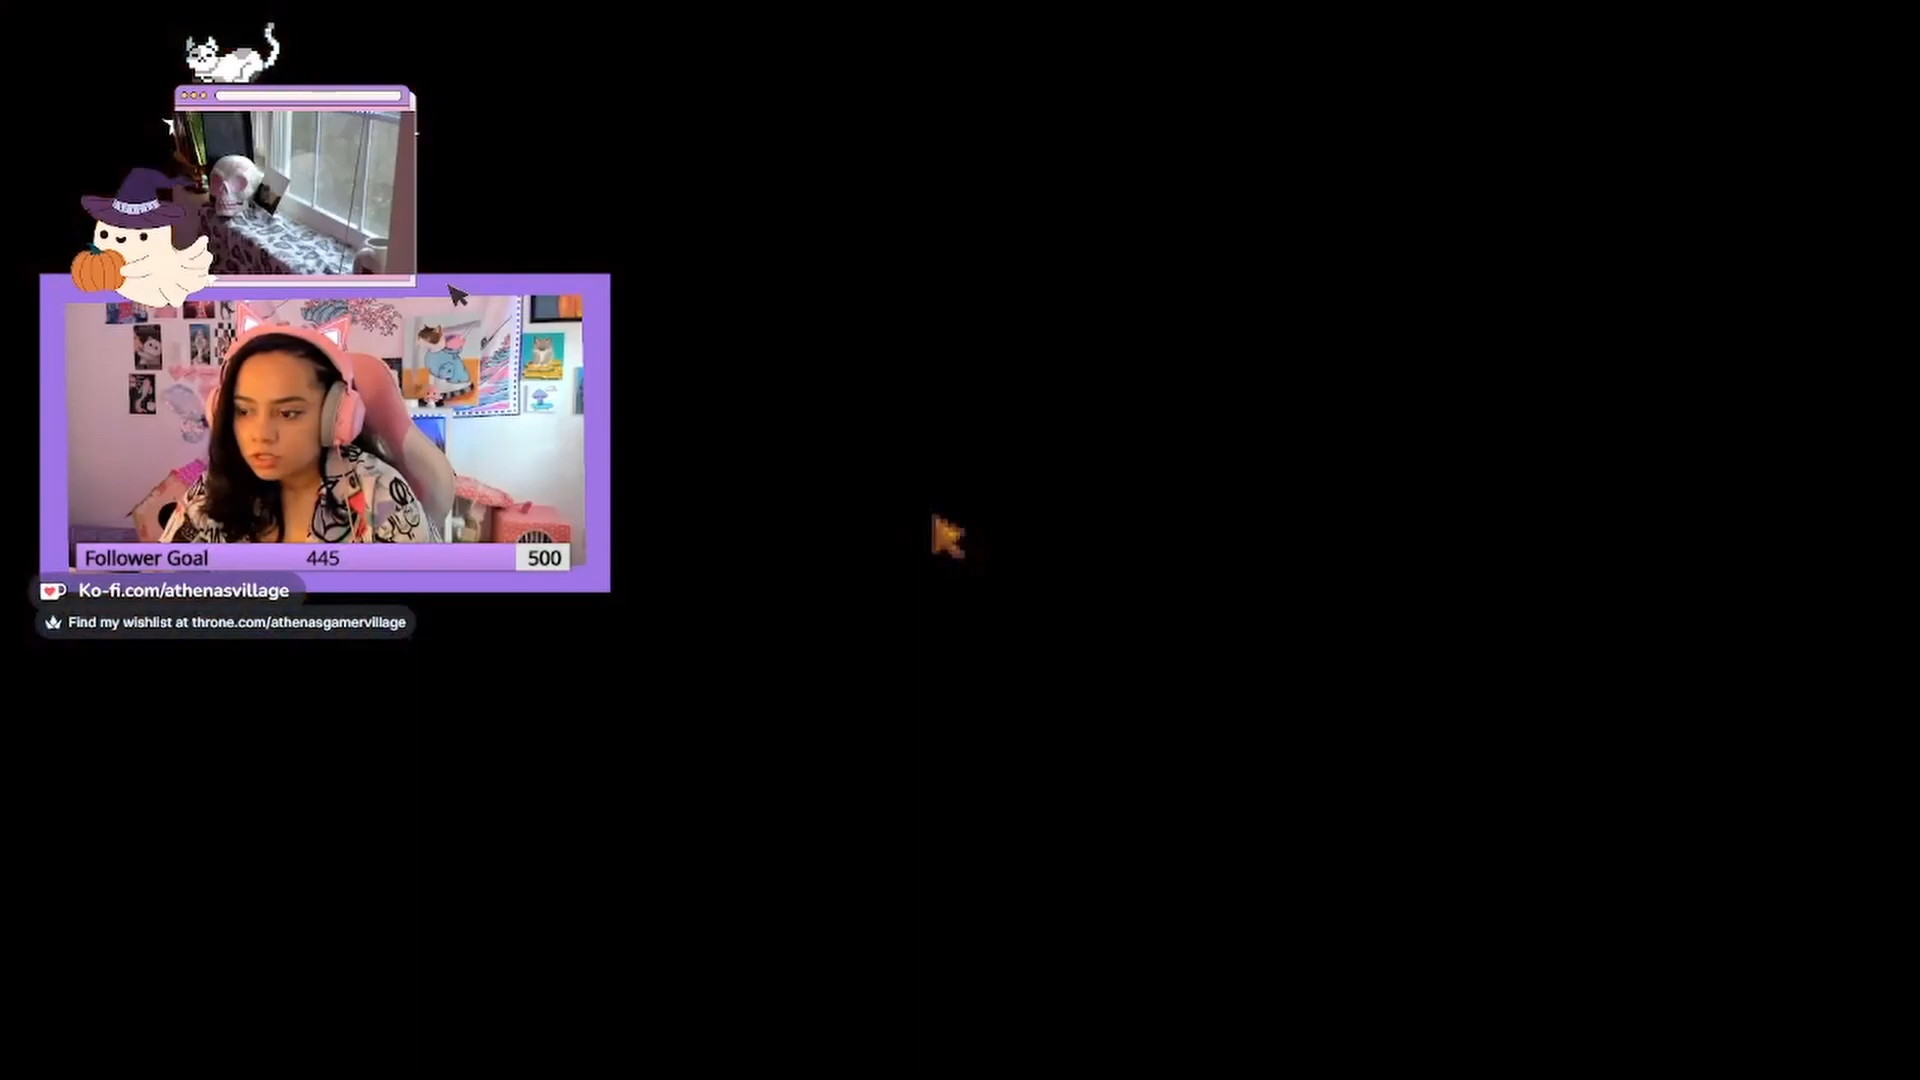 Follower Goal 445 500
Ko-fi.com/athenasvillage
Find my wishlist at throne.com/athenasgamervillage